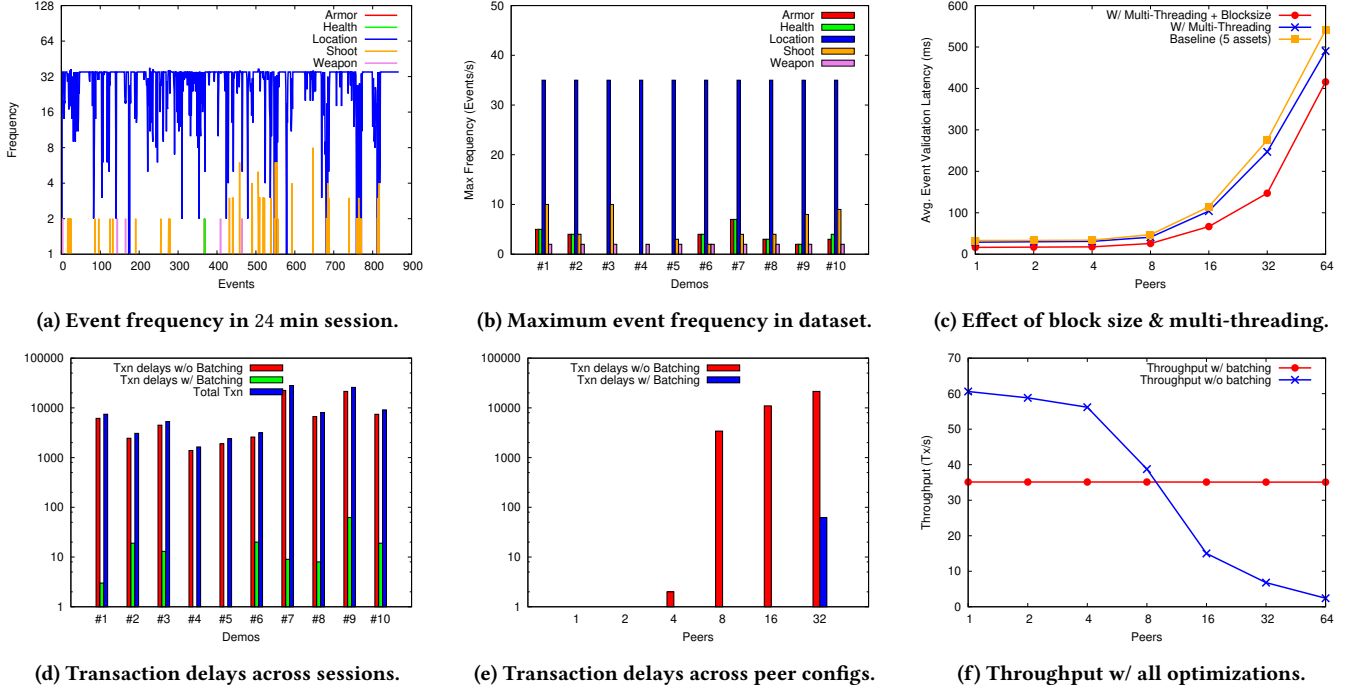 128
64
32
16
8
4
2
1
Frequency
0 100 200 300 400 500 600 700 800 900
Events
Armor
Health
Location
Shoot
Weapon
(a) Event frequency in 24 min session.
50
40
30
20
10
0
Max Frequency (Events/s)
#1 #2 #3 #4 #5 #6 #7 #8 #9 #10
Demos
Armor
Health
Location
Shoot
Weapon
(b) Maximum event frequency in dataset.
600
500
400
300
200
100
0
Avg. Event Validation Latency (ms)
1 2 4 8 16 32 64
Peers
W/ Multi-Threading + Blocksize
W/ Multi-Threading
Baseline (5 assets)
(c) Effect of block size & multi-threading.
100000
10000
1000
100
10
1
#1 #2 #3 #4 #5 #6 #7 #8 #9 #10
Demos
Txn delays w/o Batching
Txn delays w/ Batching
Total Txn
(d) Transaction delays across sessions.
100000
10000
1000
100
10
1
1 2 4 8 16 32
Peers
Txn delays w/o Batching
Txn delays w/ Batching
(e) Transaction delays across peer configs.
70
60
50
40
30
20
10
0
Throughput (Tx/s)
1 2 4 8 16 32 64
Peers
Throughput w/ batching
Throughput w/o batching
(f) Throughput w/ all optimizations.